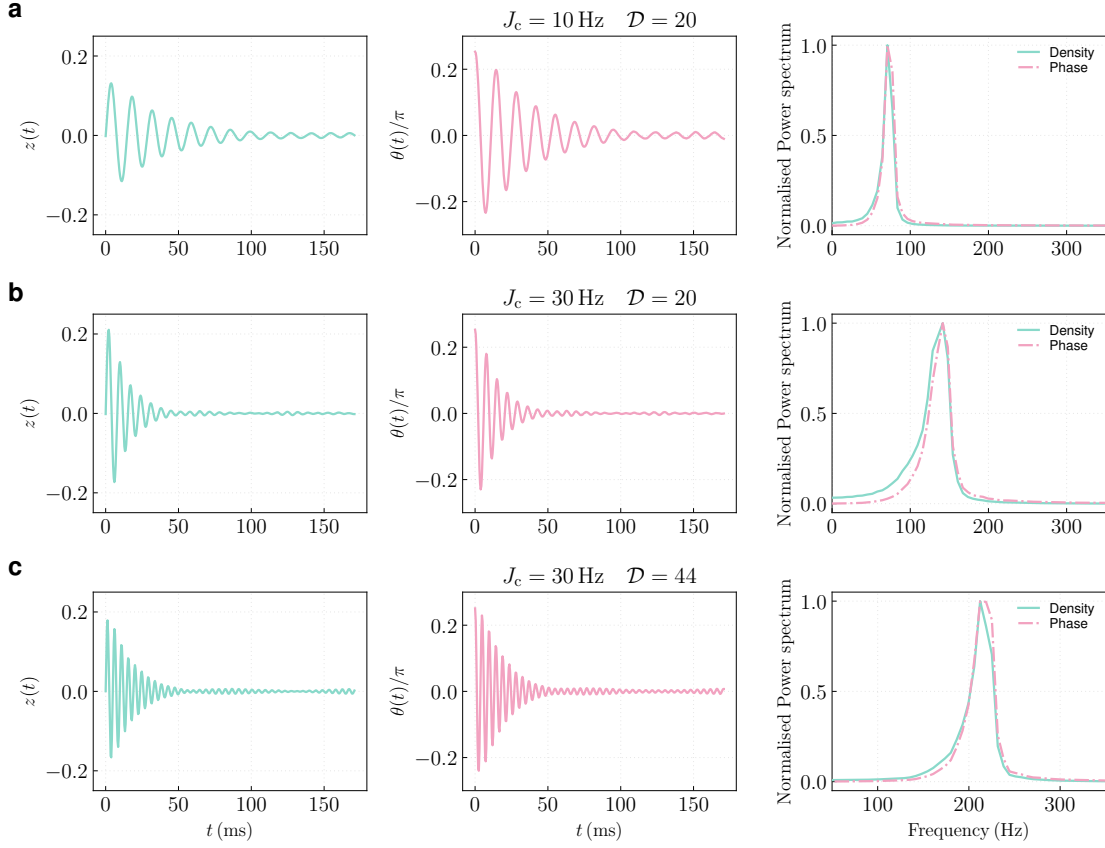 a
J_c = 10 Hz   𝒟 = 20
z(t)
0.2
0.0
−0.2
0 50 100 150
θ(t)/π
0.2
0.0
−0.2
0 50 100 150
Normalised Power spectrum
1.0
0.5
0.0
0 100 200 300
Density
Phase
b
J_c = 30 Hz   𝒟 = 20
z(t)
0.2
0.0
−0.2
0 50 100 150
θ(t)/π
0.2
0.0
−0.2
0 50 100 150
Normalised Power spectrum
1.0
0.5
0.0
0 100 200 300
Density
Phase
c
J_c = 30 Hz   𝒟 = 44
z(t)
0.2
0.0
−0.2
0 50 100 150
t (ms)
θ(t)/π
0.2
0.0
−0.2
0 50 100 150
t (ms)
Normalised Power spectrum
1.0
0.5
0.0
100 200 300
Frequency (Hz)
Density
Phase